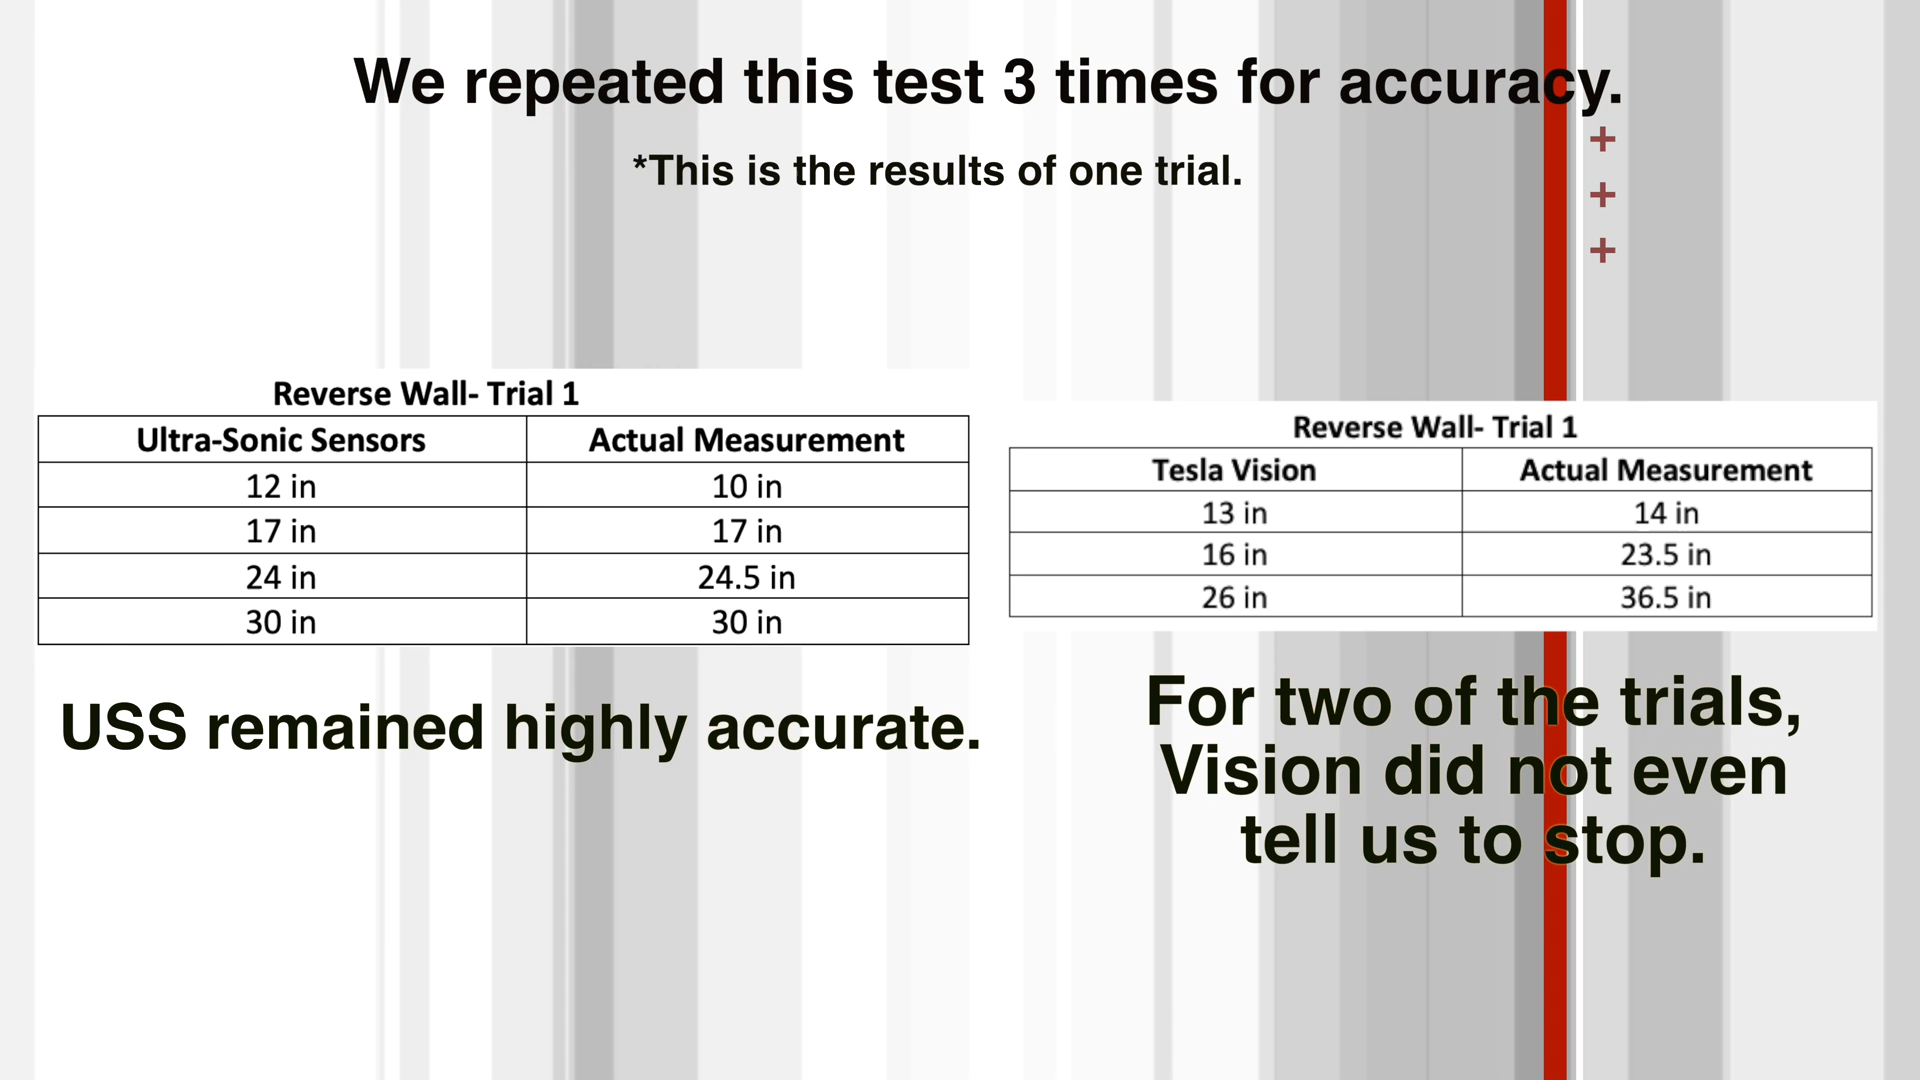 We repeated this test 3 times for accuracy.
*This is the results of one trial.
+
+
+
Reverse Wall- Trial 1
Ultra-Sonic Sensors Actual Measurement
12 in 10 in
17 in 17 in
24 in 24.5 in
30 in 30 in
USS remained highly accurate.
Reverse Wall- Trial 1
Tesla Vision Actual Measurement
13 in 14 in
16 in 23.5 in
26 in 36.5 in
For two of the trials,
Vision did not even
tell us to stop.